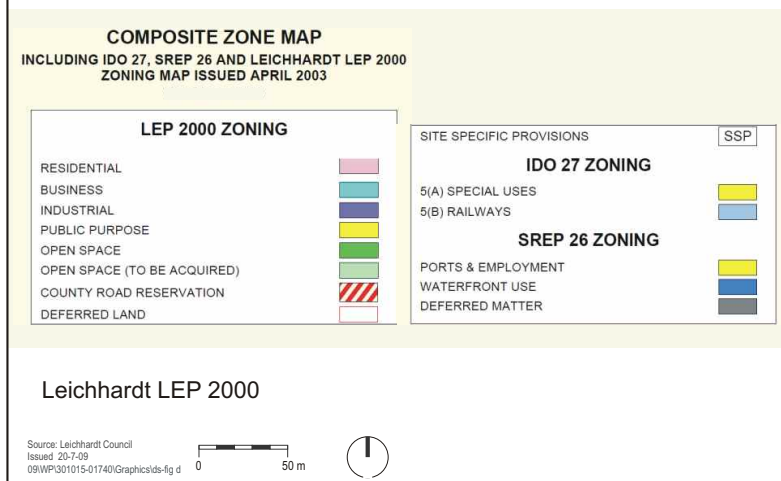 COMPOSITE ZONE MAP
INCLUDING IDO 27, SREP 26 AND LEICHHARDT LEP 2000
ZONING MAP ISSUED APRIL 2003
LEP 2000 ZONING
RESIDENTIAL
BUSINESS
INDUSTRIAL
PUBLIC PURPOSE
OPEN SPACE
OPEN SPACE (TO BE ACQUIRED)
COUNTY ROAD RESERVATION
DEFERRED LAND
SITE SPECIFIC PROVISIONS SSP
IDO 27 ZONING
5(A) SPECIAL USES
5(B) RAILWAYS
SREP 26 ZONING
PORTS & EMPLOYMENT
WATERFRONT USE
DEFERRED MATTER
Leichhardt LEP 2000
Source: Leichhardt Council
Issued 20-7-09
09\WP\301015-01740\Graphics\ds-fig d
0 50 m